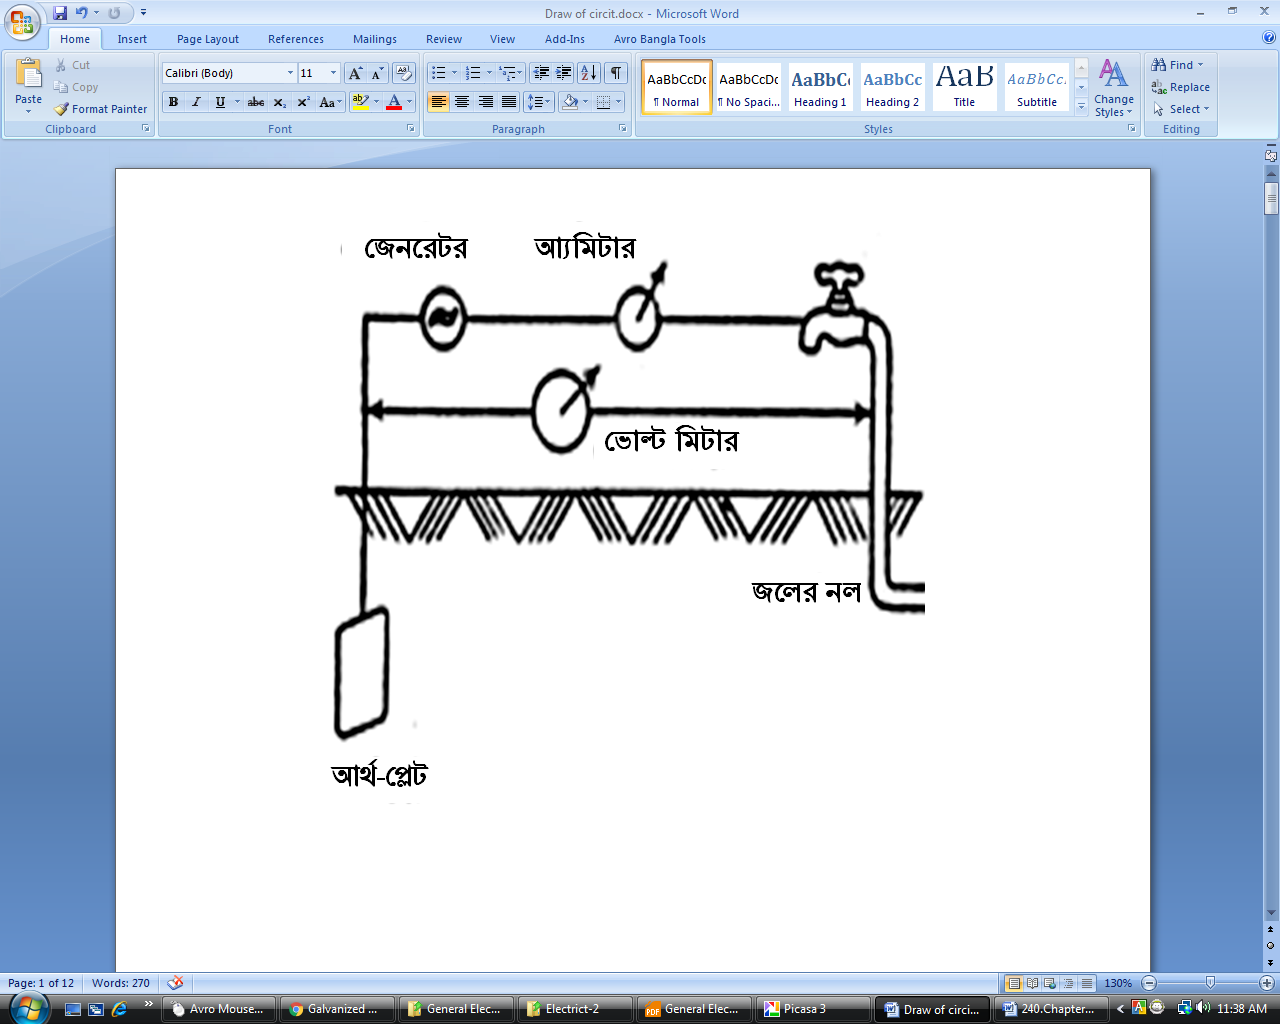 Draw of circit.docx - Microsoft Word
Home Insert Page Layout References Mailings Review View Add-Ins Avro Bangla Tools
Paste
Cut
Copy
Format Painter
Clipboard
Calibri (Body) 11
Font
Paragraph
AaBbCcDc AaBbCcDc AaBbC AaBbCc AaB AaBbCc
¶ Normal ¶ No Spaci... Heading 1 Heading 2 Title Subtitle
Change Styles
Styles
Find
Replace
Select
Editing
জেনরেটর আ্যমিটার
ভোল্ট মিটার
জলের নল
আর্থ-প্লেট
Page: 1 of 12 Words: 270 130%
Avro Mouse... Galvanized ... General Elec... Electrict-2 General Elec... Picasa 3 Draw of circi... 240.Chapter... 11:38 AM